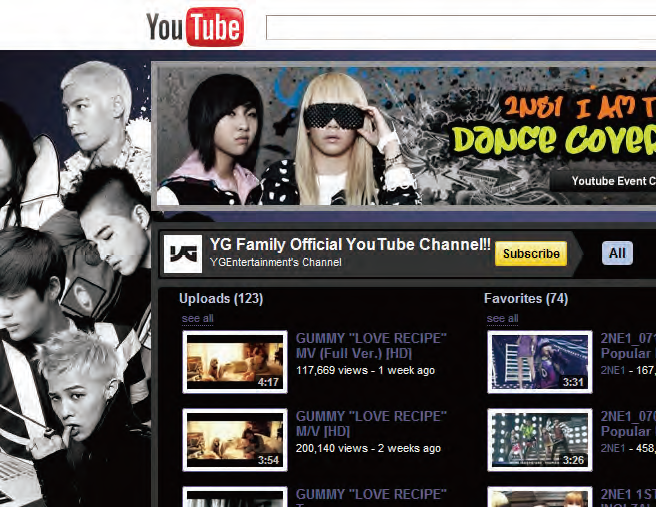 YouTube
2NE1 I AM T
DANCE COVER
Youtube Event C
YG
YG Family Official YouTube Channel!!
YGEntertainment's Channel
Subscribe
All
Uploads (123)
see all
GUMMY "LOVE RECIPE"
MV (Full Ver.) [HD]
117,669 views - 1 week ago
4:17
GUMMY "LOVE RECIPE"
M/V [HD]
200,140 views - 2 weeks ago
3:54
GUMMY "LOVE RECIPE"
Favorites (74)
see all
2NE1_071
Popular
2NE1 - 167,
3:31
2NE1_070
Popular
2NE1 - 458,
3:26
2NE1 1ST